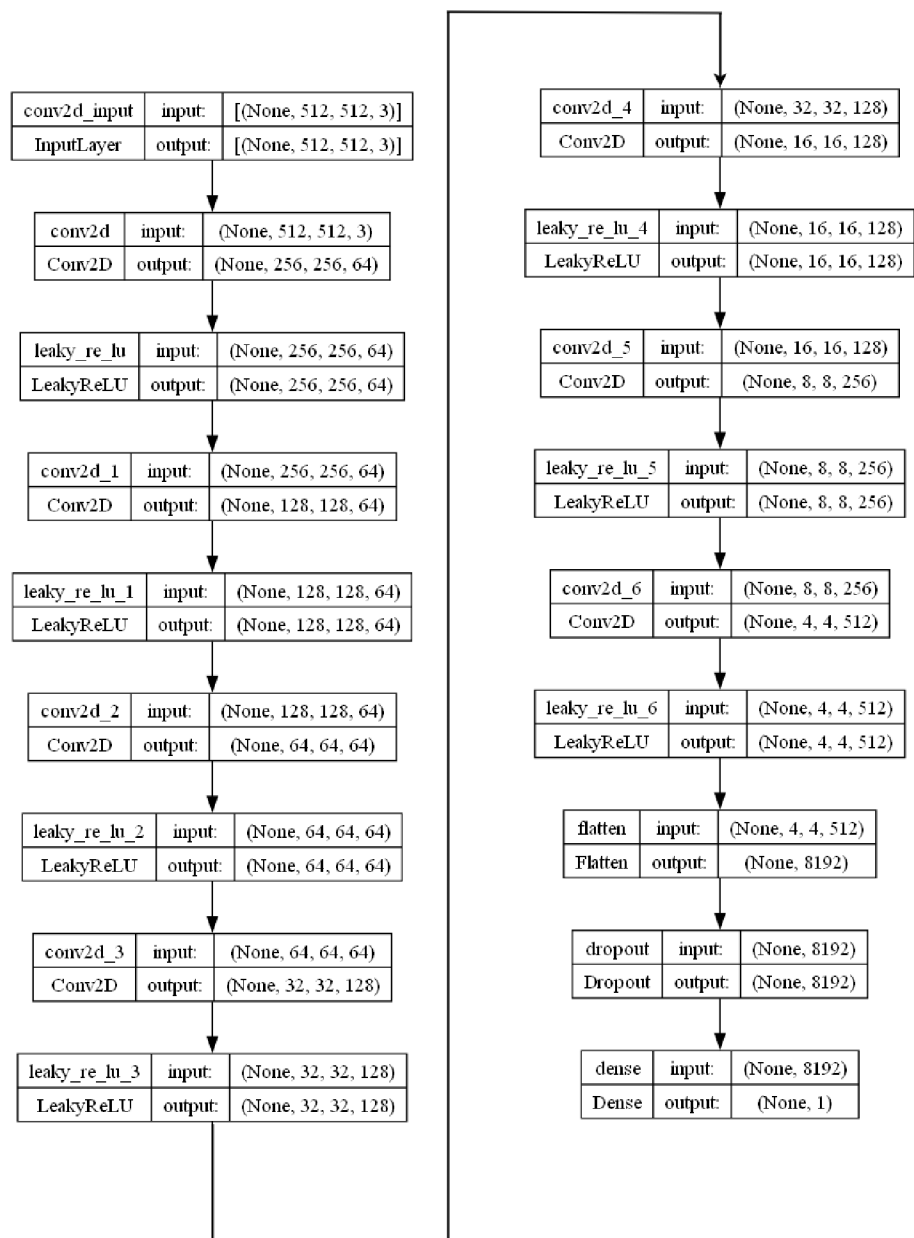 conv2d_input input: [(None, 512, 512, 3)]
InputLayer output: [(None, 512, 512, 3)]
conv2d input: (None, 512, 512, 3)
Conv2D output: (None, 256, 256, 64)
leaky_re_lu input: (None, 256, 256, 64)
LeakyReLU output: (None, 256, 256, 64)
conv2d_1 input: (None, 256, 256, 64)
Conv2D output: (None, 128, 128, 64)
leaky_re_lu_1 input: (None, 128, 128, 64)
LeakyReLU output: (None, 128, 128, 64)
conv2d_2 input: (None, 128, 128, 64)
Conv2D output: (None, 64, 64, 64)
leaky_re_lu_2 input: (None, 64, 64, 64)
LeakyReLU output: (None, 64, 64, 64)
conv2d_3 input: (None, 64, 64, 64)
Conv2D output: (None, 32, 32, 128)
leaky_re_lu_3 input: (None, 32, 32, 128)
LeakyReLU output: (None, 32, 32, 128)
conv2d_4 input: (None, 32, 32, 128)
Conv2D output: (None, 16, 16, 128)
leaky_re_lu_4 input: (None, 16, 16, 128)
LeakyReLU output: (None, 16, 16, 128)
conv2d_5 input: (None, 16, 16, 128)
Conv2D output: (None, 8, 8, 256)
leaky_re_lu_5 input: (None, 8, 8, 256)
LeakyReLU output: (None, 8, 8, 256)
conv2d_6 input: (None, 8, 8, 256)
Conv2D output: (None, 4, 4, 512)
leaky_re_lu_6 input: (None, 4, 4, 512)
LeakyReLU output: (None, 4, 4, 512)
flatten input: (None, 4, 4, 512)
Flatten output: (None, 8192)
dropout input: (None, 8192)
Dropout output: (None, 8192)
dense input: (None, 8192)
Dense output: (None, 1)